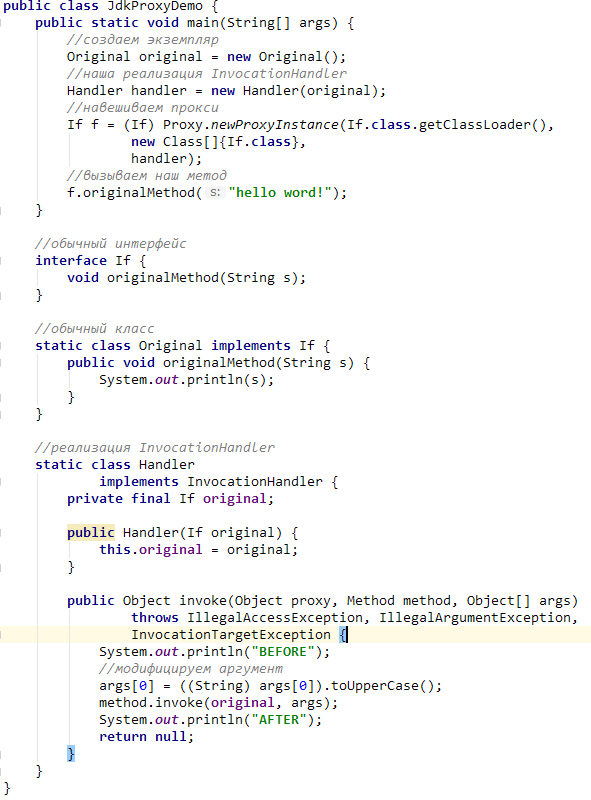 public class JdkProxyDemo {
    public static void main(String[] args) {
        //создаем экземпляр
        Original original = new Original();
        //наша реализация InvocationHandler
        Handler handler = new Handler(original);
        //навешиваем прокси
        If f = (If) Proxy.newProxyInstance(If.class.getClassLoader(),
                new Class[]{If.class},
                handler);
        //вызываем наш метод
        f.originalMethod( s: "hello word!");
    }

    //обычный интерфейс
    interface If {
        void originalMethod(String s);
    }

    //обычный класс
    static class Original implements If {
        public void originalMethod(String s) {
            System.out.println(s);
        }
    }

    //реализация InvocationHandler
    static class Handler
            implements InvocationHandler {
        private final If original;

        public Handler(If original) {
            this.original = original;
        }

        public Object invoke(Object proxy, Method method, Object[] args)
                throws IllegalAccessException, IllegalArgumentException,
                InvocationTargetException {
            System.out.println("BEFORE");
            //модифицируем аргумент
            args[0] = ((String) args[0]).toUpperCase();
            method.invoke(original, args);
            System.out.println("AFTER");
            return null;
        }
    }
}